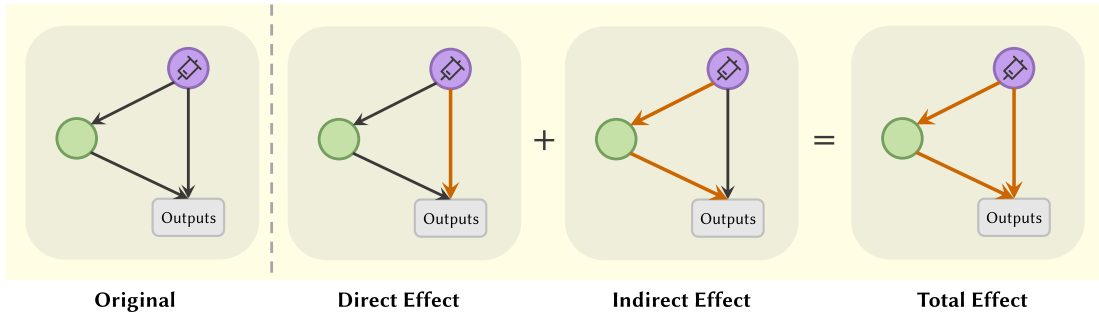 Outputs
Outputs
+
Outputs
=
Outputs
Original
Direct Effect
Indirect Effect
Total Effect